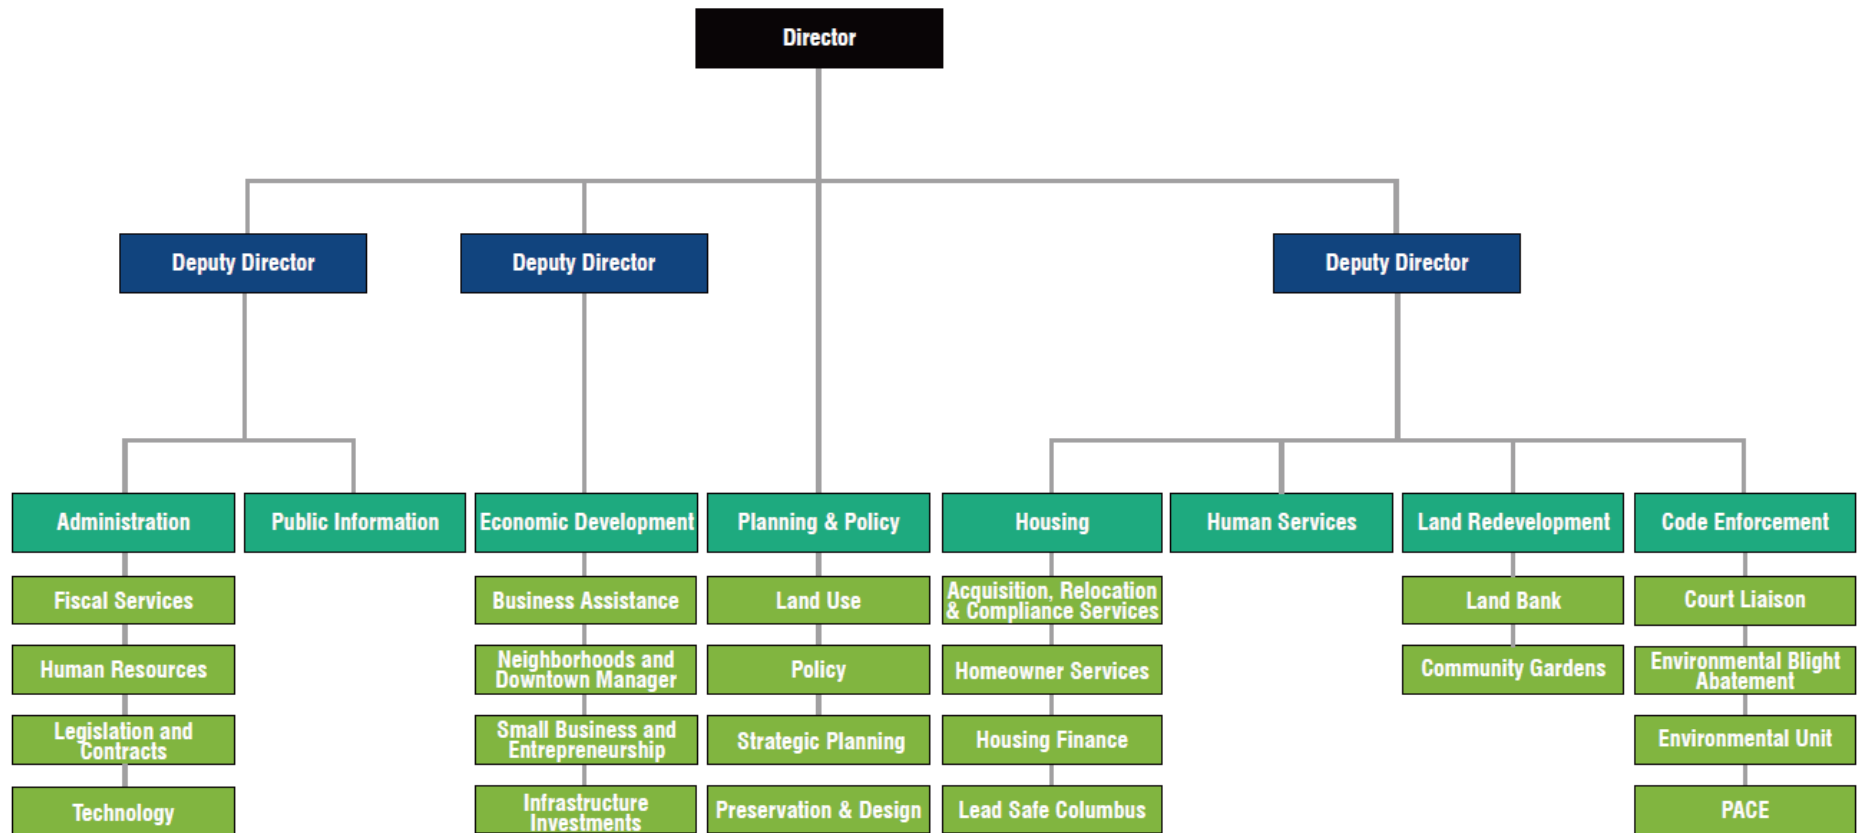 Director
Deputy Director
Deputy Director
Deputy Director
Administration
Public Information
Economic Development
Planning & Policy
Housing
Human Services
Land Redevelopment
Code Enforcement
Fiscal Services
Business Assistance
Land Use
Acquisition, Relocation
& Compliance Services
Land Bank
Court Liaison
Human Resources
Neighborhoods and
Downtown Manager
Policy
Homeowner Services
Community Gardens
Environmental Blight
Abatement
Legislation and
Contracts
Small Business and
Entrepreneurship
Strategic Planning
Housing Finance
Environmental Unit
Technology
Infrastructure
Investments
Preservation & Design
Lead Safe Columbus
PACE